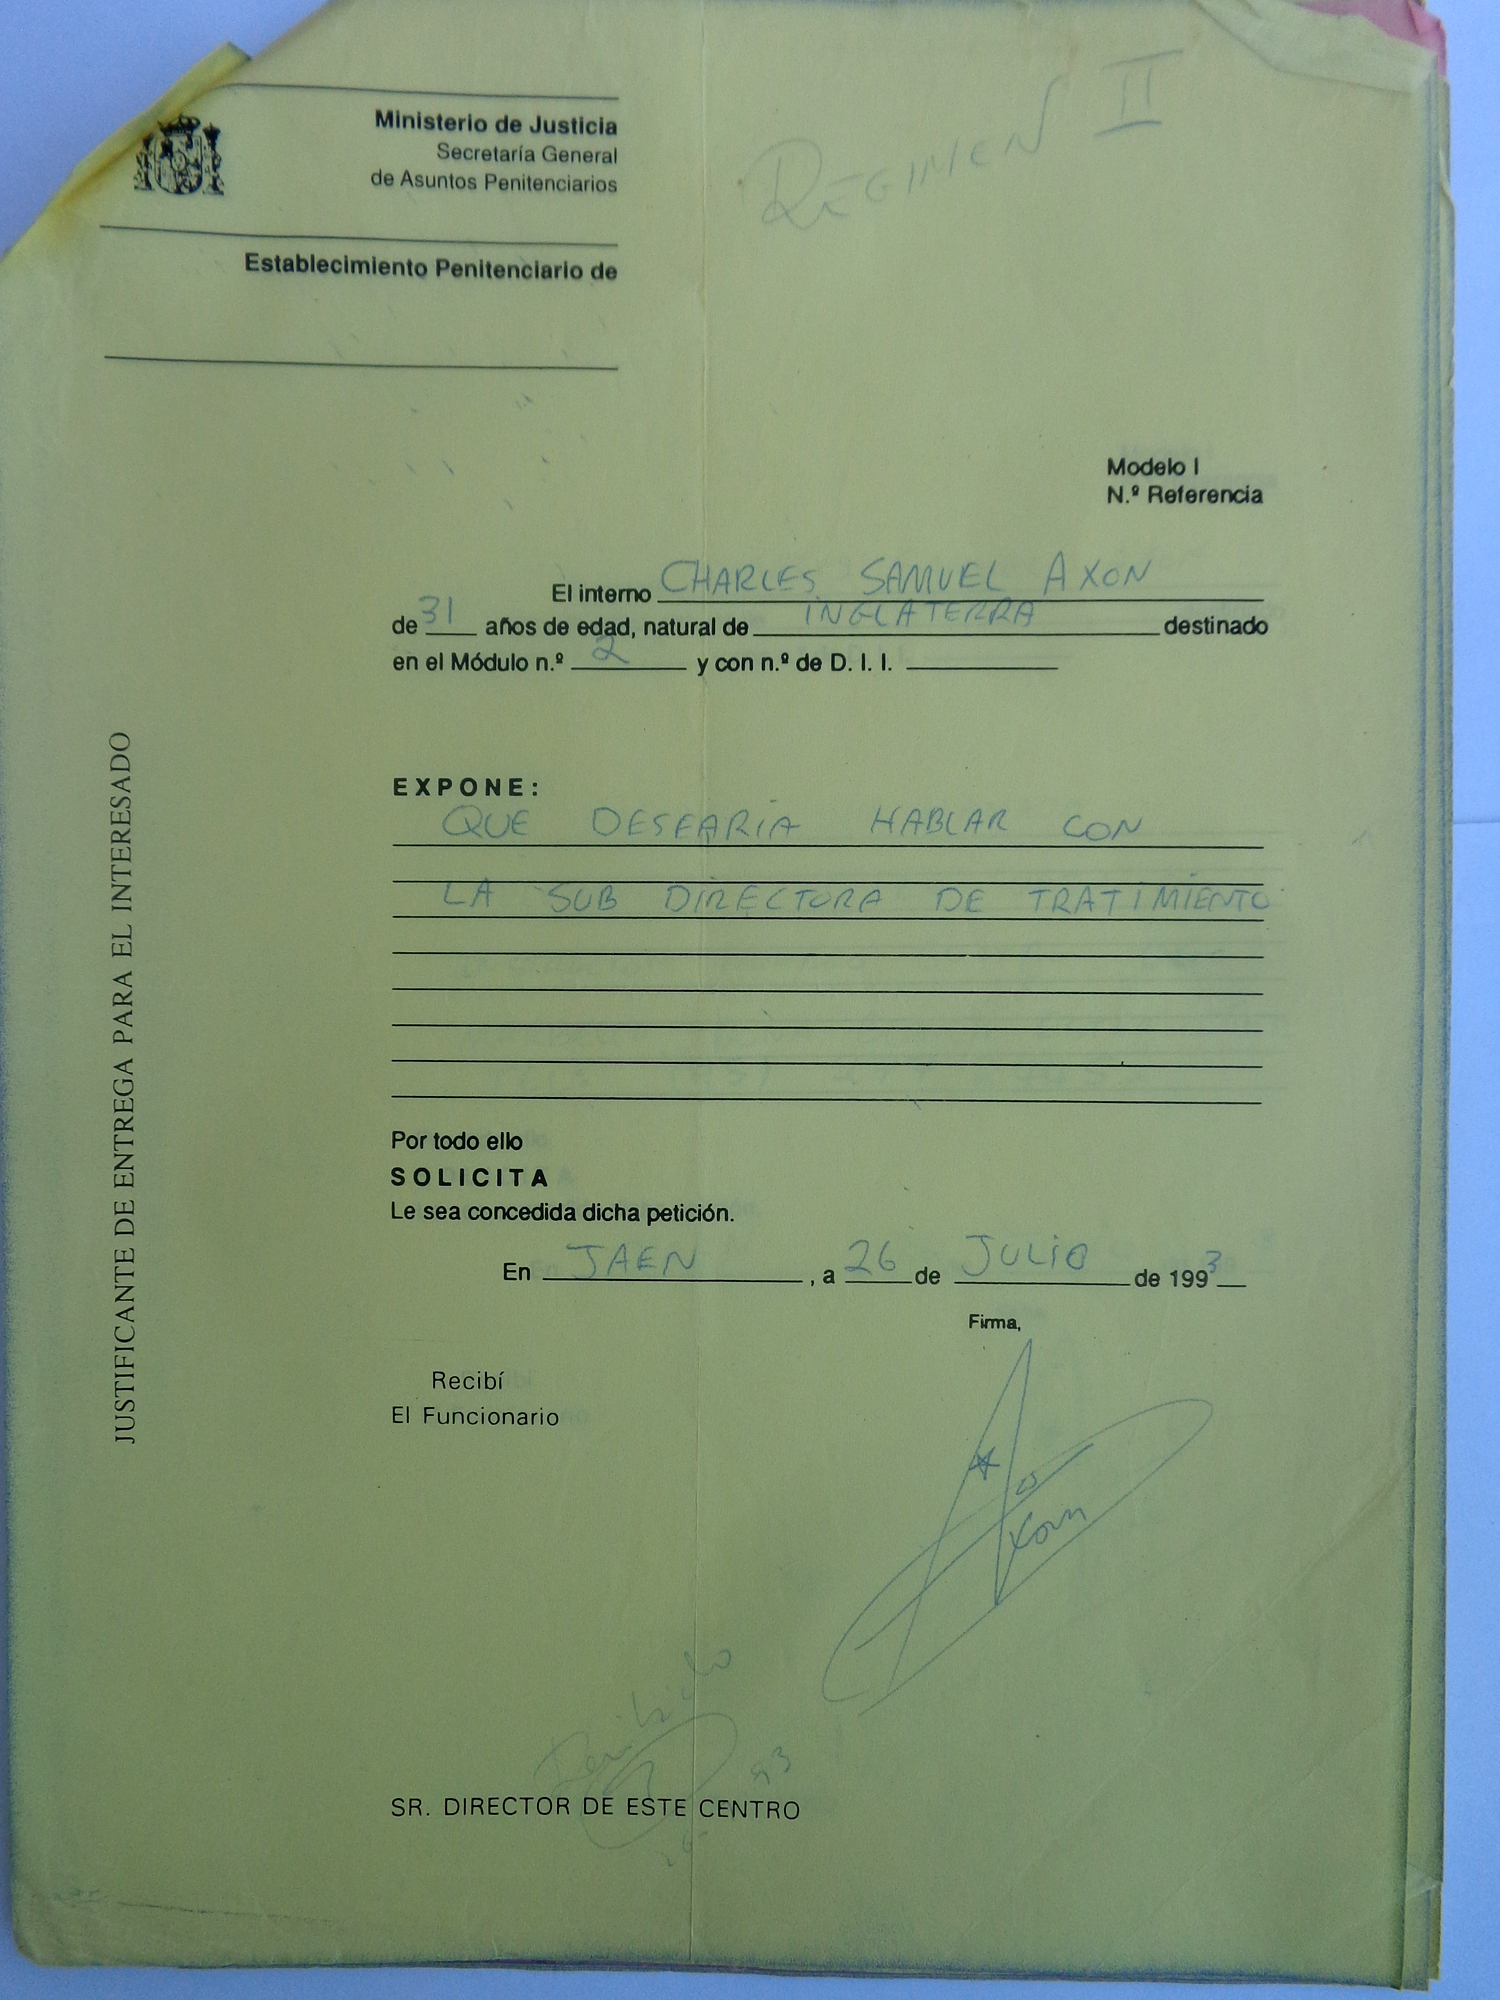 REGIMEN II
Ministerio de Justicia
Secretaría General
de Asuntos Penitenciarios
Establecimiento Penitenciario de
Modelo I
N.º Referencia
El interno CHARLES SAMUEL AXON
de 31 años de edad, natural de INGLATERRA destinado
en el Módulo n.º 2 y con n.º de D. I. I.
EXPONE:
QUE DESEARIA HABLAR CON
LA SUB DIRECTORA DE TRATIMIENTO
Por todo ello
SOLICITA
Le sea concedida dicha petición.
En JAEN, a 26 de JULIO de 1993
Firma,
Axon
Recibí
El Funcionario
93
SR. DIRECTOR DE ESTE CENTRO
JUSTIFICANTE DE ENTREGA PARA EL INTERESADO